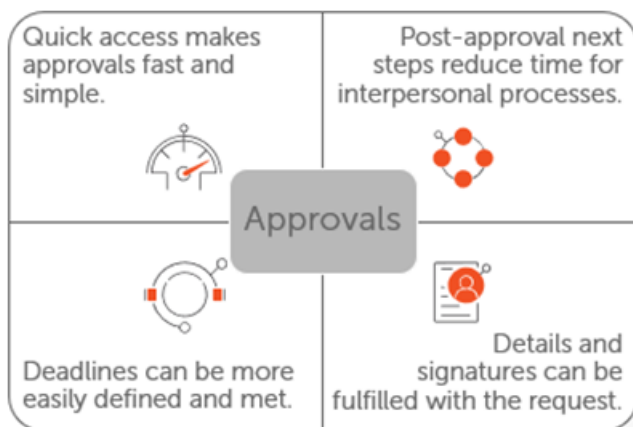 Quick access makes
approvals fast and
simple.
Post-approval next
steps reduce time for
interpersonal processes.
Approvals
Deadlines can be more
easily defined and met.
Details and
signatures can be
fulfilled with the request.